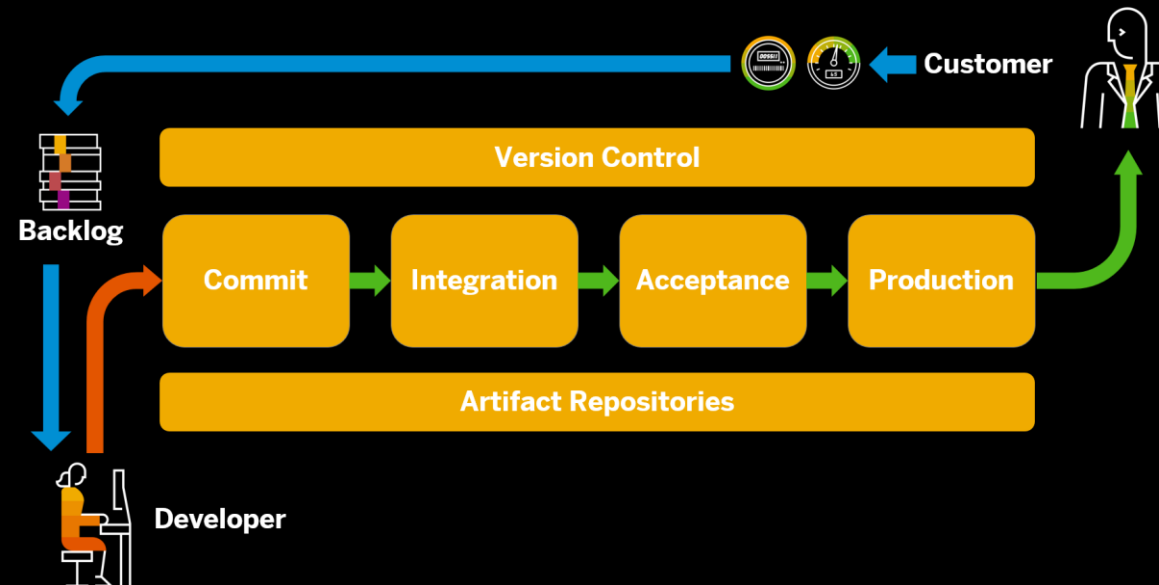 Customer
Version Control
Backlog
Commit
Integration
Acceptance
Production
Artifact Repositories
Developer